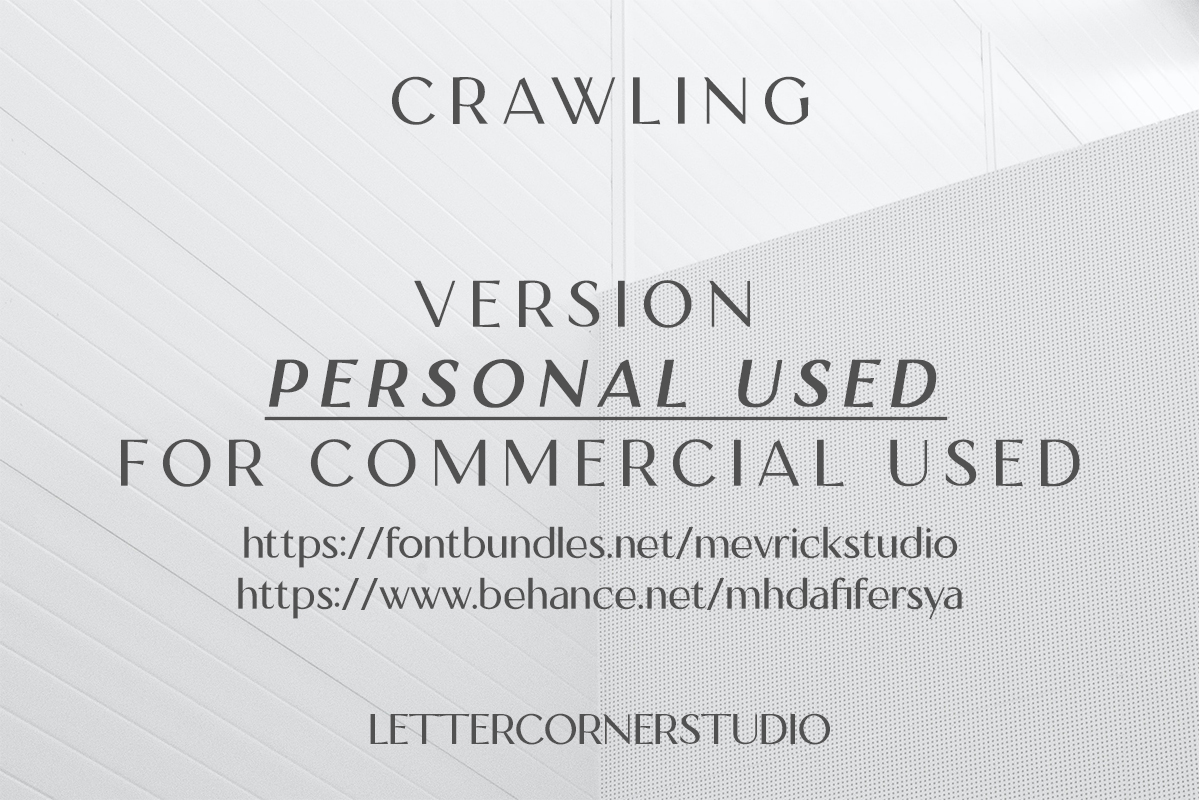 CRAWLING
VERSION
PERSONAL USED
FOR COMMERCIAL USED
https://fontbundles.net/mevrickstudio
https://www.behance.net/mhdafifersya
LETTERCORNERSTUDIO